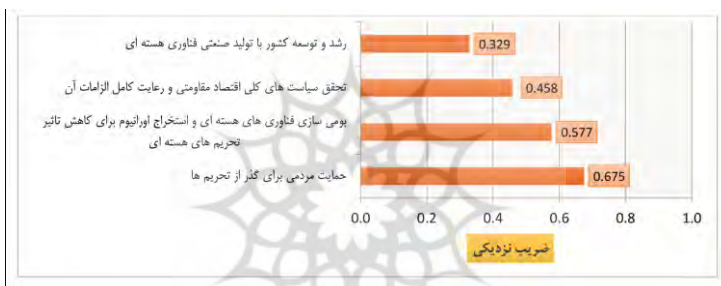 رشد و توسعه کشور با تولید صنعتی فناوری هسته ای
0.329
تحقق سیاست های کلی اقتصاد مقاومتی و رعایت کامل الزامات آن
0.458
بومی سازی فناوری های هسته ای و استخراج اورانیوم برای کاهش تاثیر
تحریم های هسته ای
0.577
حمایت مردمی برای گذر از تحریم ها
0.675
0.0 0.2 0.4 0.6 0.8 1.0
ضریب نزدیکی